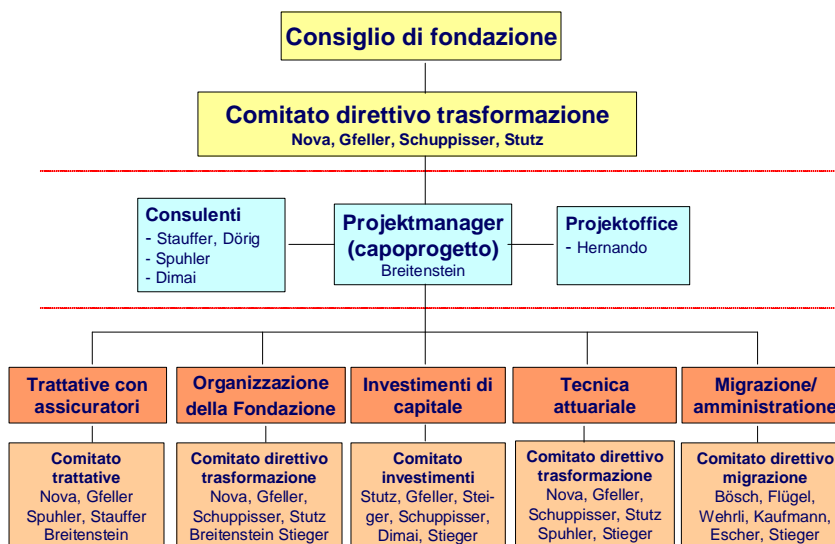 Consiglio di fondazione
Comitato direttivo trasformazione
Nova, Gfeller, Schuppisser, Stutz
Consulenti
- Stauffer, Dörig
- Spuhler
- Dimai
Projektmanager
(capoprogetto)
Breitenstein
Projektoffice
- Hernando
Trattative con
assicuratori
Organizzazione
della Fondazione
Investimenti di
capitale
Tecnica
attuariale
Migrazione/
amministratione
Comitato
trattative
Nova, Gfeller
Spuhler, Stauffer
Breitenstein
Comitato direttivo
trasformazione
Nova, Gfeller,
Schuppisser, Stutz
Breitenstein Stieger
Comitato
investimenti
Stutz, Gfeller, Stei-
ger, Schuppisser,
Dimai, Stieger
Comitato direttivo
trasformazione
Nova, Gfeller,
Schuppisser, Stutz
Spuhler, Stieger
Comitato direttivo
migrazione
Bösch, Flügel,
Wehrli, Kaufmann,
Escher, Stieger